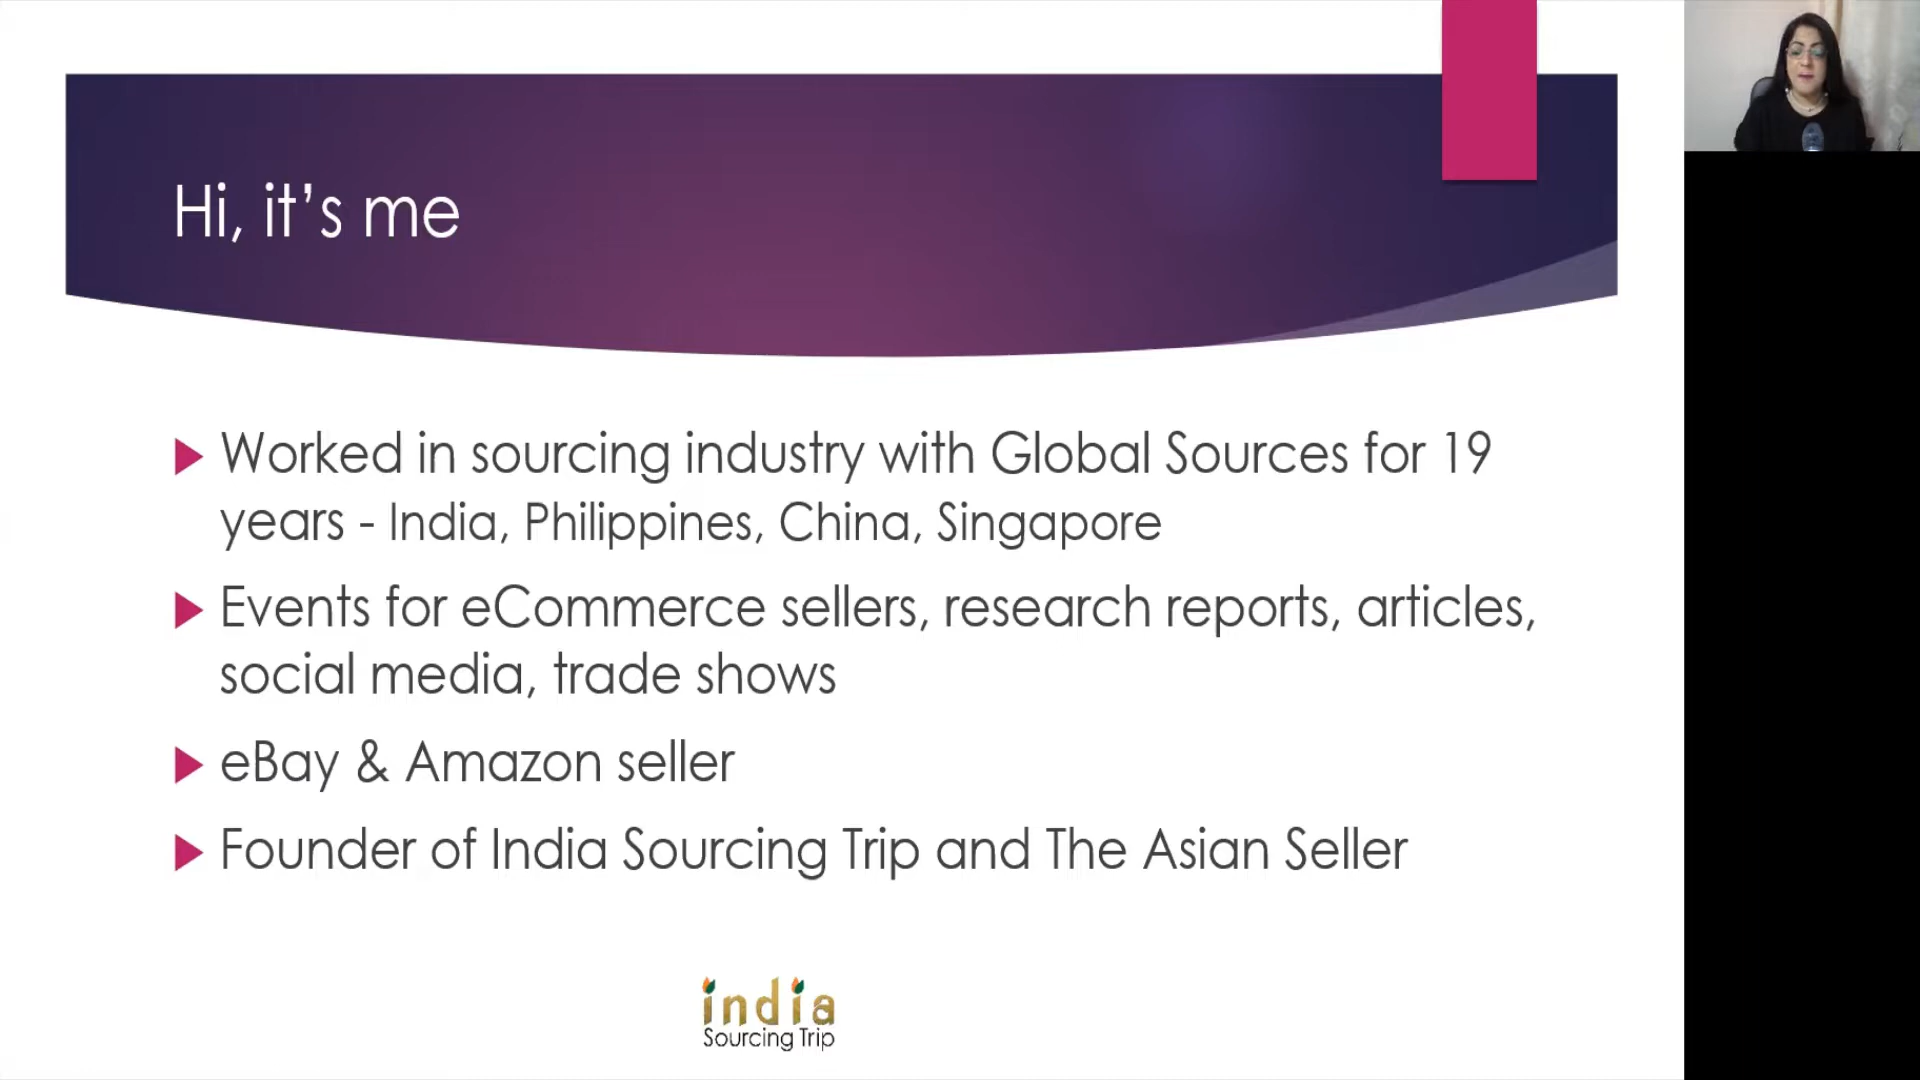 Hi, it’s me
Worked in sourcing industry with Global Sources for 19
years - India, Philippines, China, Singapore
Events for eCommerce sellers, research reports, articles,
social media, trade shows
eBay & Amazon seller
Founder of India Sourcing Trip and The Asian Seller
india
Sourcing Trip